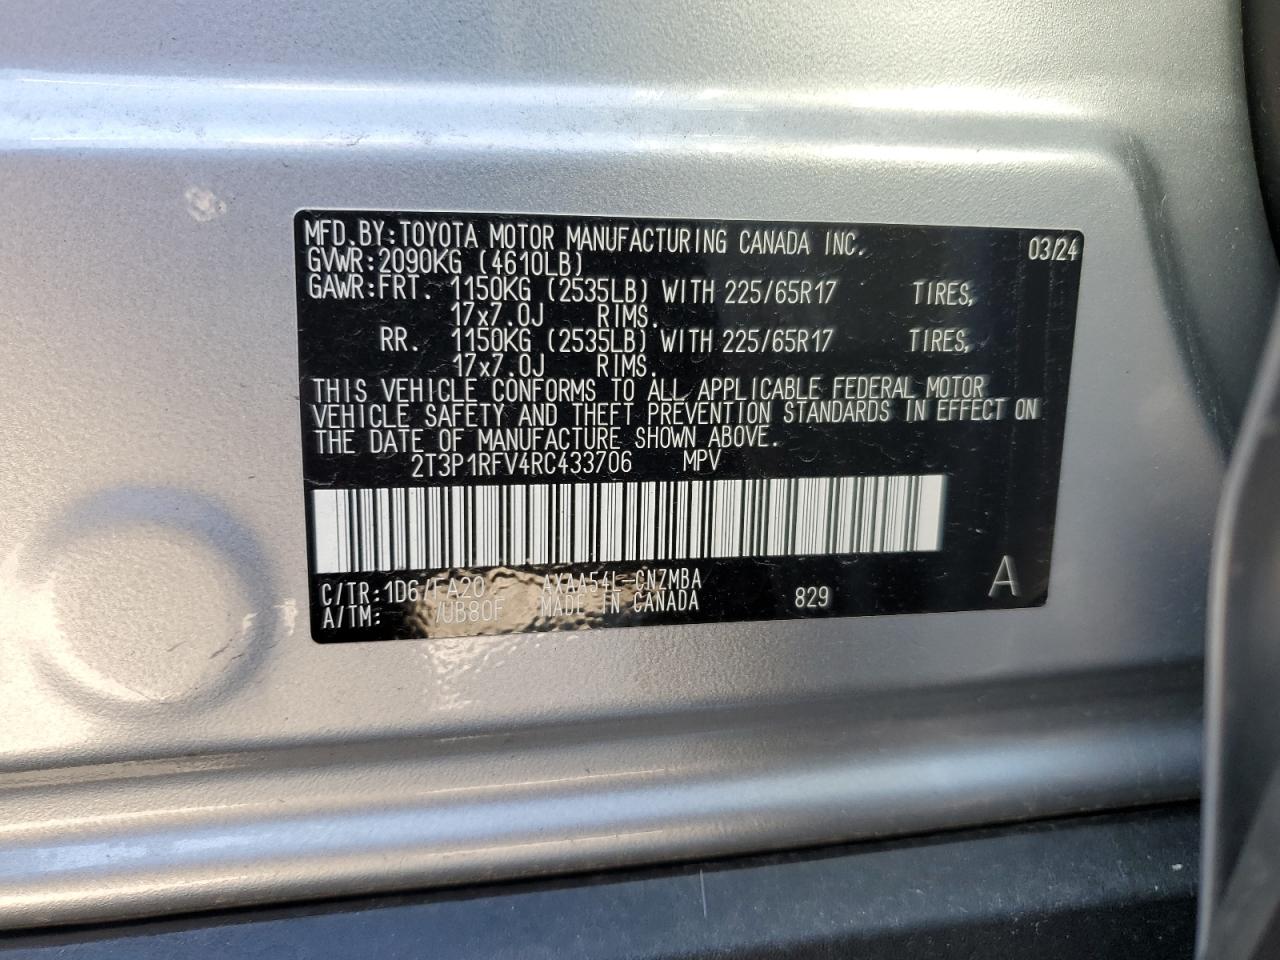 MFD.BY:TOYOTA MOTOR MANUFACTURING CANADA INC. 03/24
GVWR:2090KG (4610LB)
GAWR:FRT. 1150KG (2535LB) WITH 225/65R17 TIRES,
17x7.0J RIMS.
RR. 1150KG (2535LB) WITH 225/65R17 TIRES,
17x7.0J RIMS.
THIS VEHICLE CONFORMS TO ALL APPLICABLE FEDERAL MOTOR
VEHICLE SAFETY AND THEFT PREVENTION STANDARDS IN EFFECT ON
THE DATE OF MANUFACTURE SHOWN ABOVE.
2T3P1RFV4RC433706 MPV
C/TR:1D6/FA20 AXAA54L-CNZMBA
A/TM: /UB80F MADE IN CANADA 829 A